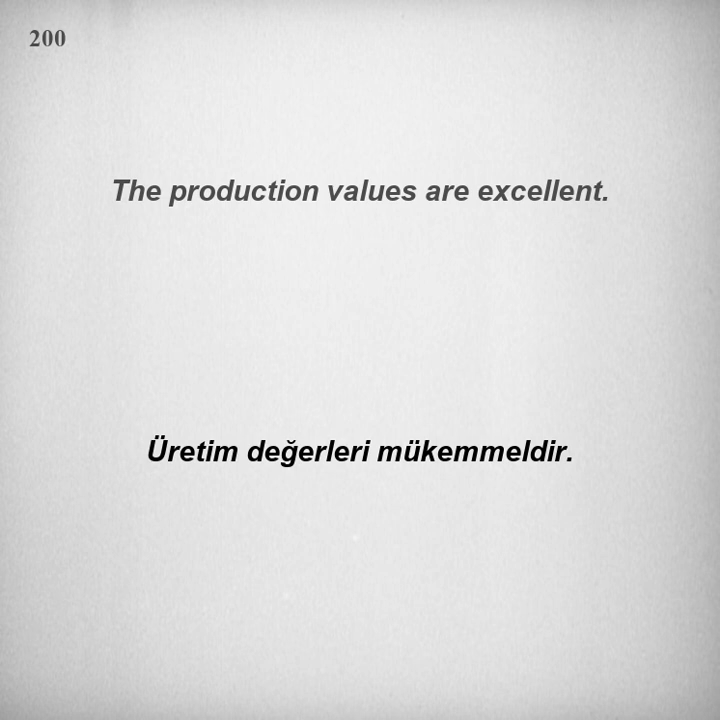 200
The production values are excellent.
Üretim değerleri mükemmeldir.